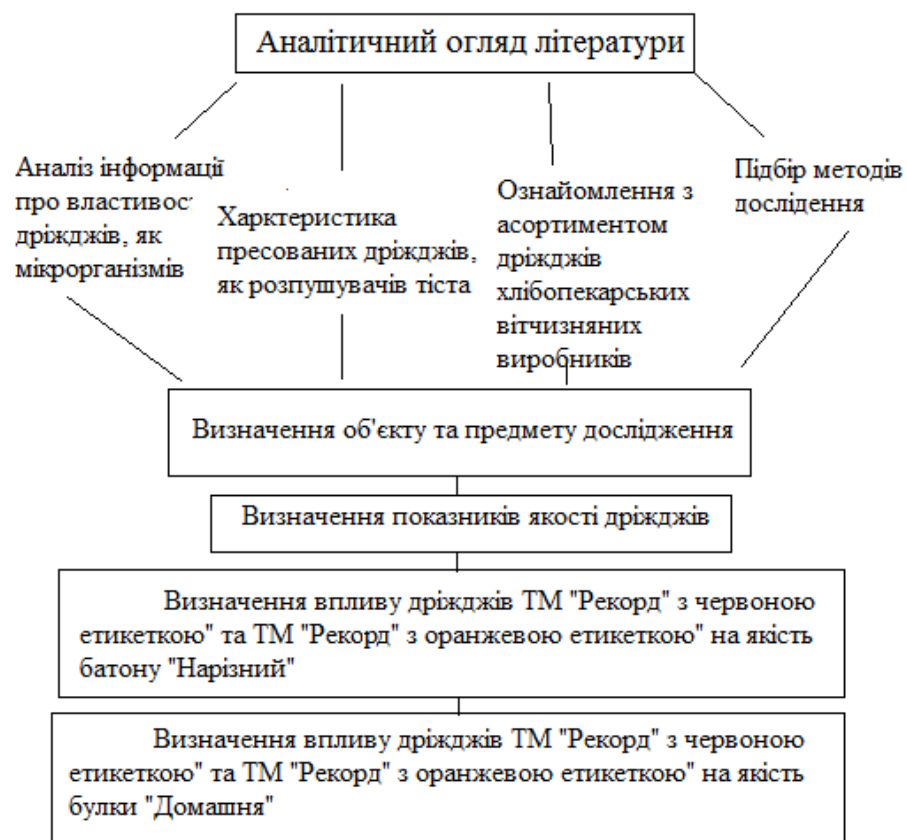 Аналітичний огляд літератури
Аналіз інформації
про властивос
дріжджів, як
мікрорганізмів
Харктеристика
пресованих дріжджів,
як розпушувачів тіста
Ознайомлення з
асортиментом
дріжджів
хлібопекарських
вітчизняних
виробників
Підбір методів
дослідення
Визначення об'єкту та предмету дослідження
Визначення показників якості дріжджів
Визначення впливу дріжджів ТМ "Рекорд" з червоною
етикеткою" та ТМ "Рекорд" з оранжевою етикеткою" на якість
батону "Нарізний"
Визначення впливу дріжджів ТМ "Рекорд" з червоною
етикеткою" та ТМ "Рекорд" з оранжевою етикеткою" на якість
булки "Домашня"